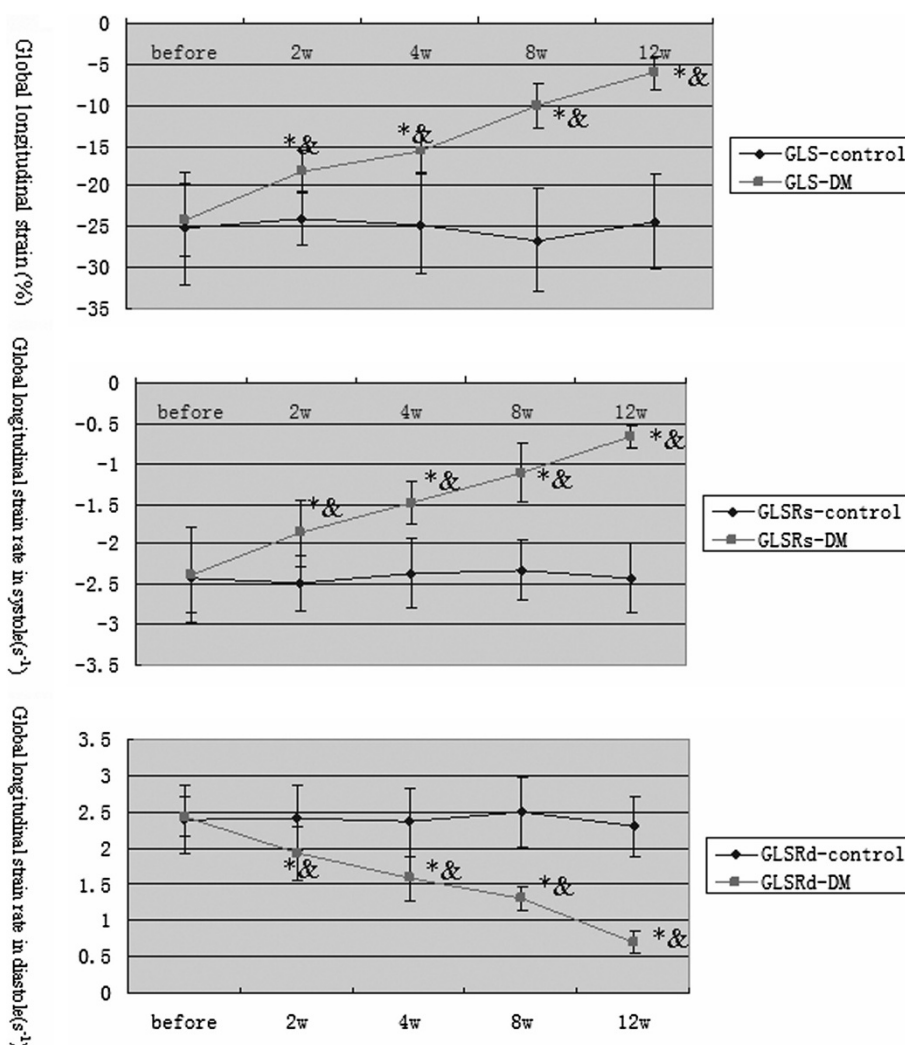 Global longitudinal strain (%)
0
-5
-10
-15
-20
-25
-30
-35
before 2w 4w 8w 12w
*& *& *& *&
GLS-control
GLS-DM
Global longitudinal strain rate in systole(s-1)
0
-0.5
-1
-1.5
-2
-2.5
-3
-3.5
before 2w 4w 8w 12w
*& *& *& *&
GLSRs-control
GLSRs-DM
Global longitudinal strain rate in diastole(s-1)
3.5
3
2.5
2
1.5
1
0.5
0
*& *& *& *&
before 2w 4w 8w 12w
GLSRd-control
GLSRd-DM